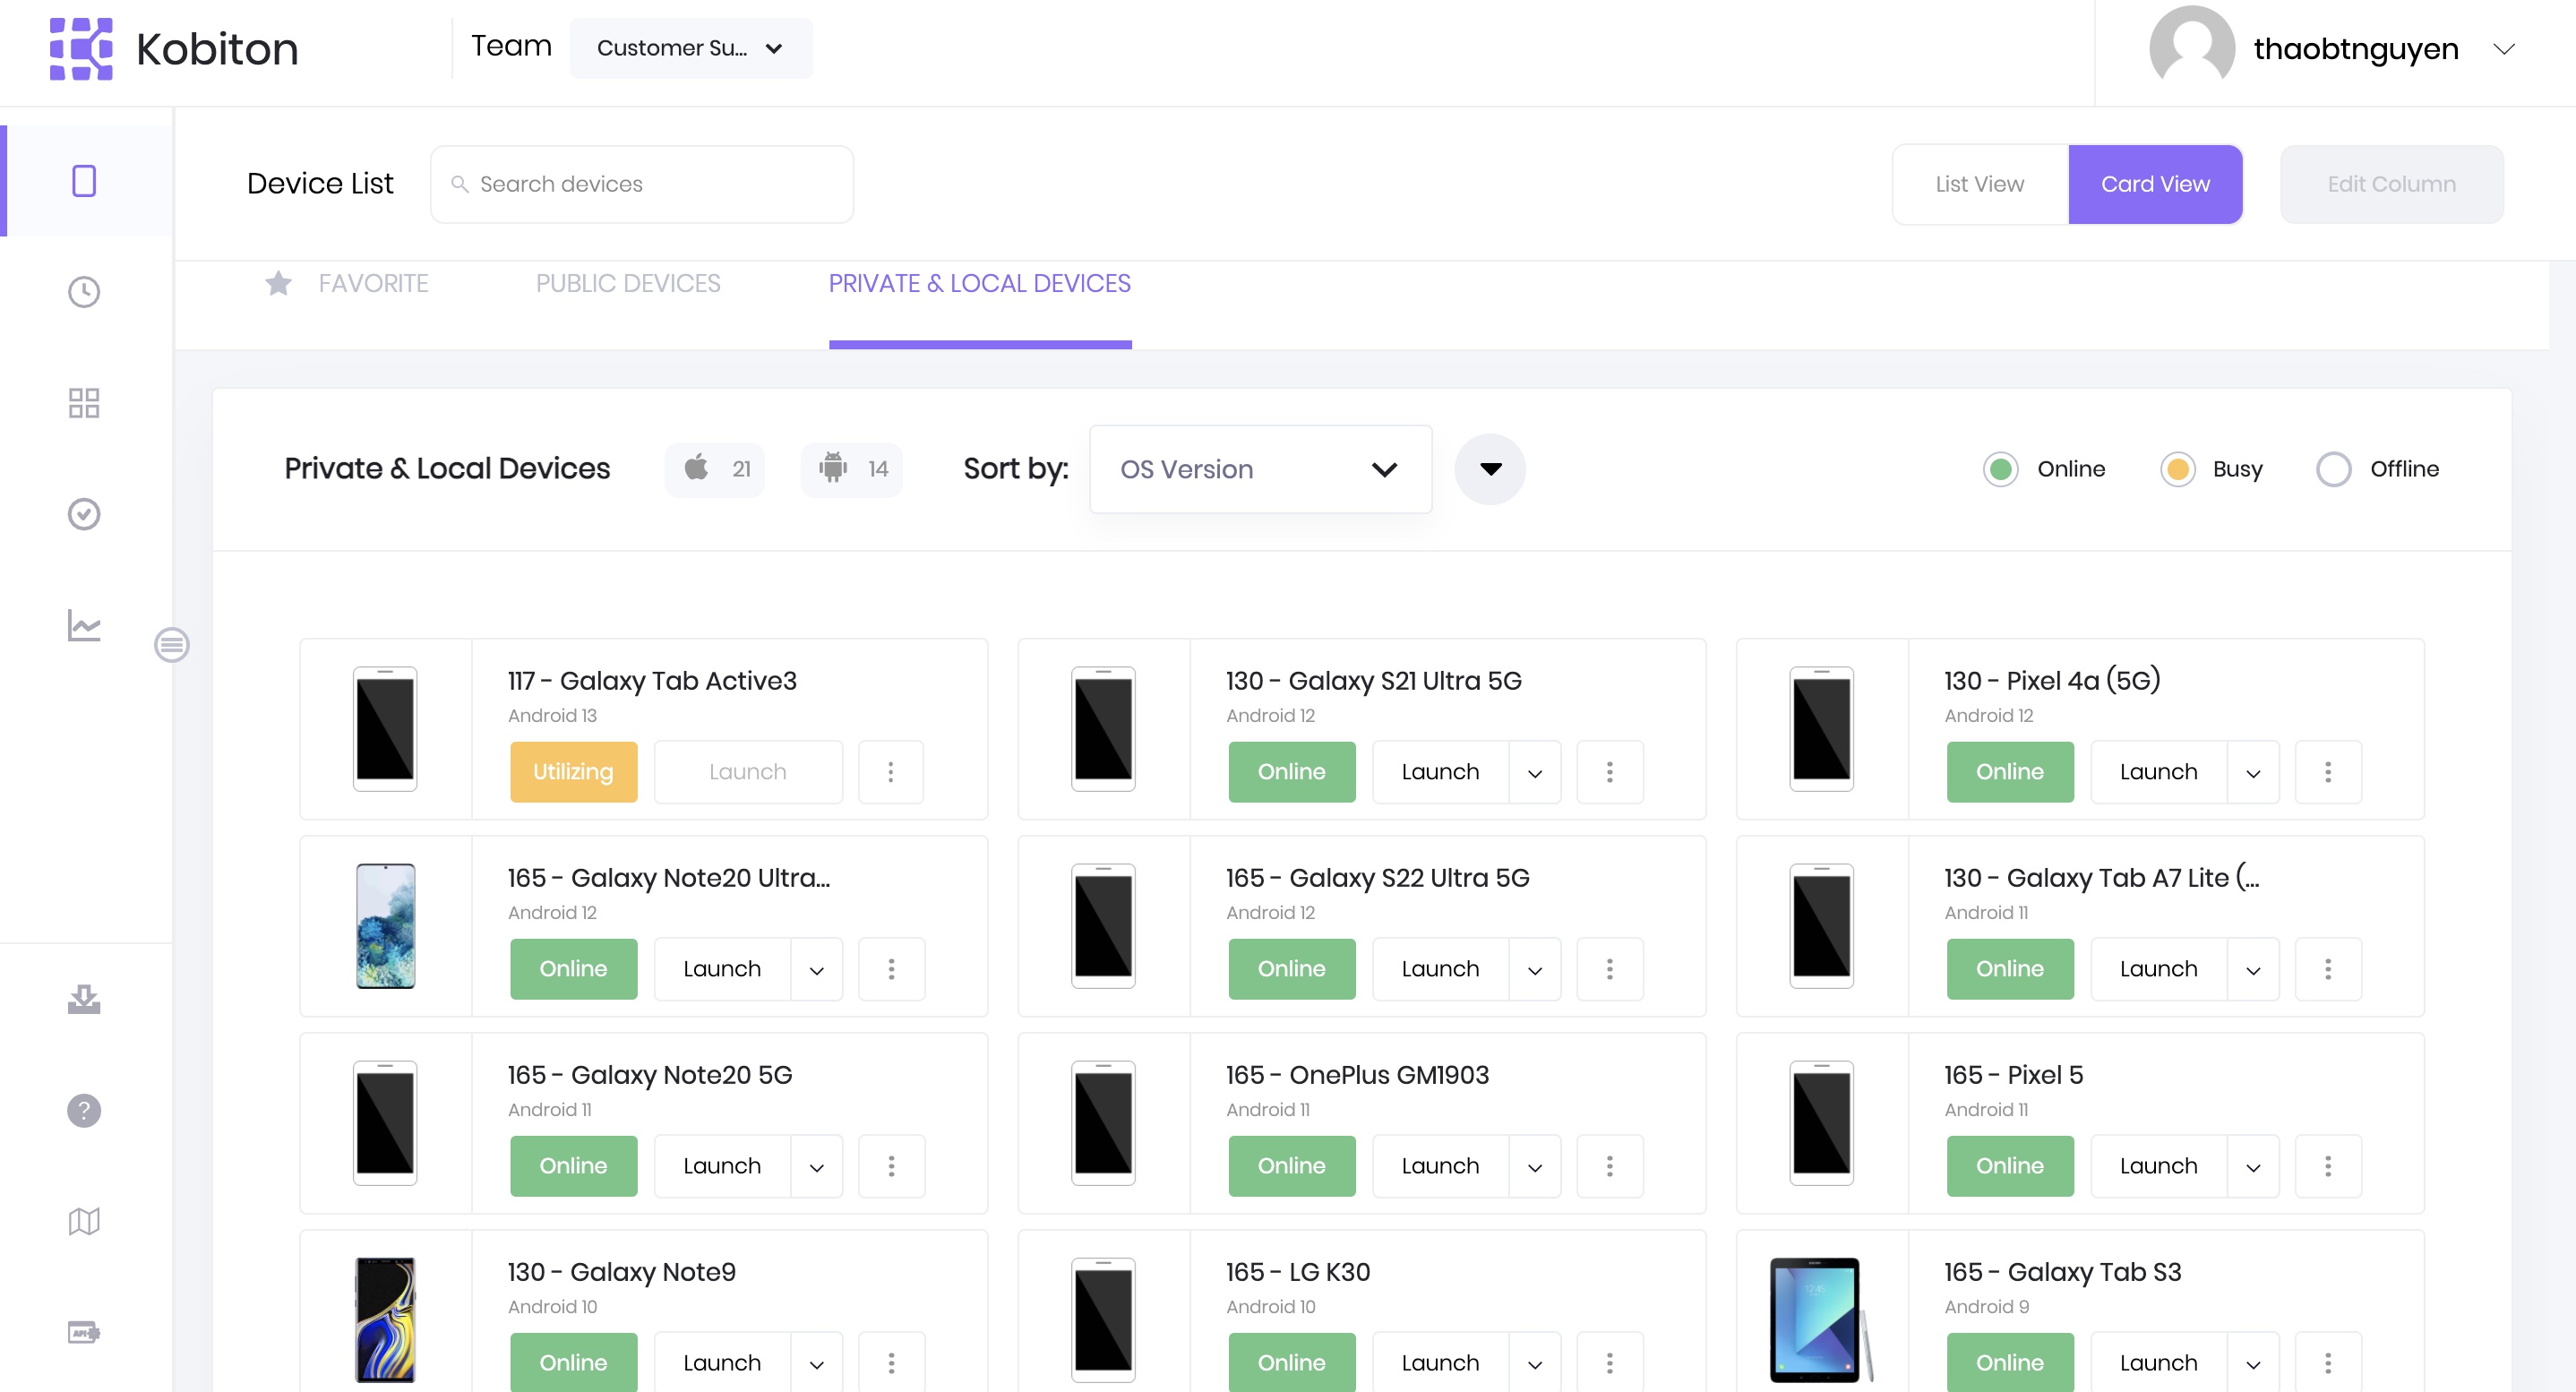 Kobiton
Team
Customer Su...
thaobtnguyen
Device List
Search devices
List View
Card View
Edit Column
FAVORITE
PUBLIC DEVICES
PRIVATE & LOCAL DEVICES
Private & Local Devices
21
14
Sort by:
OS Version
Online
Busy
Offline
117 - Galaxy Tab Active3
Android 13
Utilizing
Launch
130 - Galaxy S21 Ultra 5G
Android 12
Online
Launch
130 - Pixel 4a (5G)
Android 12
Online
Launch
165 - Galaxy Note20 Ultra...
Android 12
Online
Launch
165 - Galaxy S22 Ultra 5G
Android 12
Online
Launch
130 - Galaxy Tab A7 Lite (...
Android 11
Online
Launch
165 - Galaxy Note20 5G
Android 11
Online
Launch
165 - OnePlus GM1903
Android 11
Online
Launch
165 - Pixel 5
Android 11
Online
Launch
130 - Galaxy Note9
Android 10
Online
Launch
165 - LG K30
Android 10
Online
Launch
165 - Galaxy Tab S3
Android 9
Online
Launch
?
API